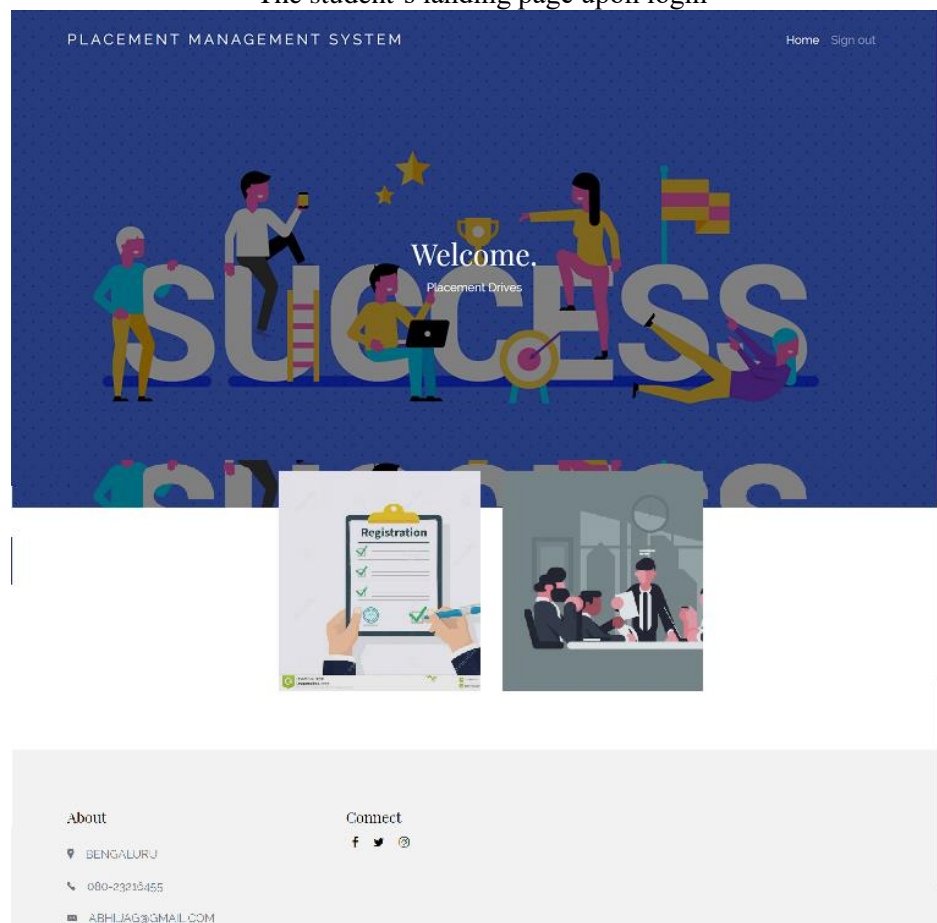 The student's landing page upon login
PLACEMENT MANAGEMENT SYSTEM
Home Sign out
SUCCESS
Welcome.
Placement Drives
Registration
About
Connect
BENGALURU
080-23216455
ABHIJAG@GMAIL.COM